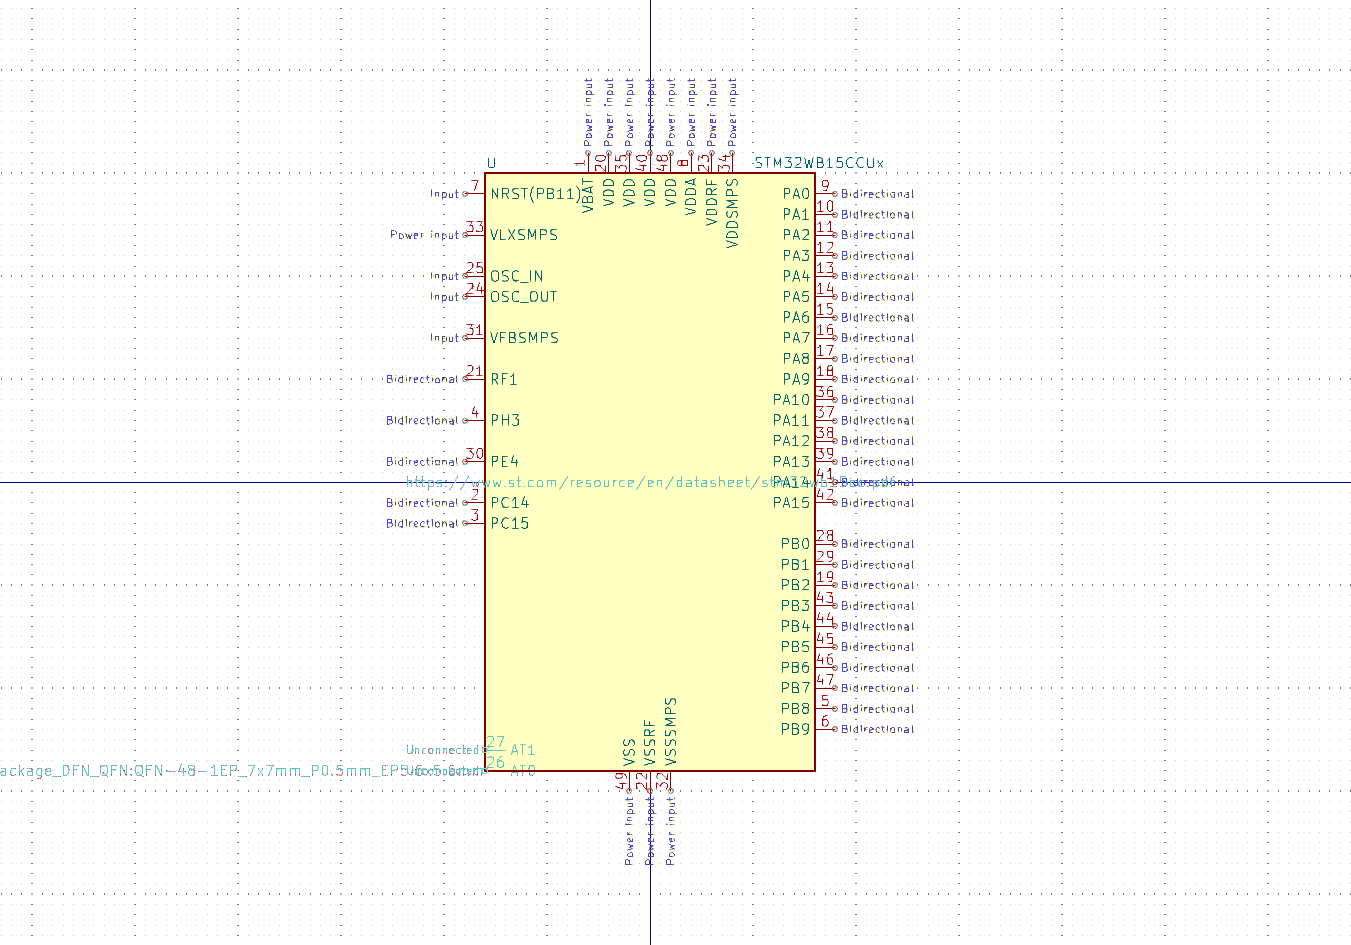 Power input
Power input
Power input
Power input
Power input
Power input
Power input
Power input
1
20
35
40
48
8
23
34
U
STM32WB15CCUx
VBAT
VDD
VDD
VDD
VDD
VDDA
VDDRF
VDDSMPS
Input 7 NRST(PB11)
PA0 9 Bidirectional
PA1 10 Bidirectional
Power input 33 VLXSMPS
PA2 11 Bidirectional
PA3 12 Bidirectional
Input 25 OSC_IN
PA4 13 Bidirectional
Input 24 OSC_OUT
PA5 14 Bidirectional
PA6 15 Bidirectional
Input 31 VFBSMPS
PA7 16 Bidirectional
PA8 17 Bidirectional
Bidirectional 21 RF1
PA9 18 Bidirectional
PA10 36 Bidirectional
Bidirectional 4 PH3
PA11 37 Bidirectional
PA12 38 Bidirectional
Bidirectional 30 PE4
PA13 39 Bidirectional
https://www.st.com/resource/en/datasheet/
PA14 41 Bidirectional
Bidirectional 2 PC14
PA15 42 Bidirectional
Bidirectional 3 PC15
PB0 28 Bidirectional
PB1 29 Bidirectional
PB2 19 Bidirectional
PB3 43 Bidirectional
PB4 44 Bidirectional
PB5 45 Bidirectional
PB6 46 Bidirectional
PB7 47 Bidirectional
PB8 5 Bidirectional
PB9 6 Bidirectional
Unconnected 27 AT1
ackage_DFN_QFN:QFN-48-1EP_7x7mm_P0.5mm_EP5.6x5.6mm
Unconnected 26 AT0
VSS
VSSRF
VSSSMPS
49
22
32
Power input
Power input
Power input